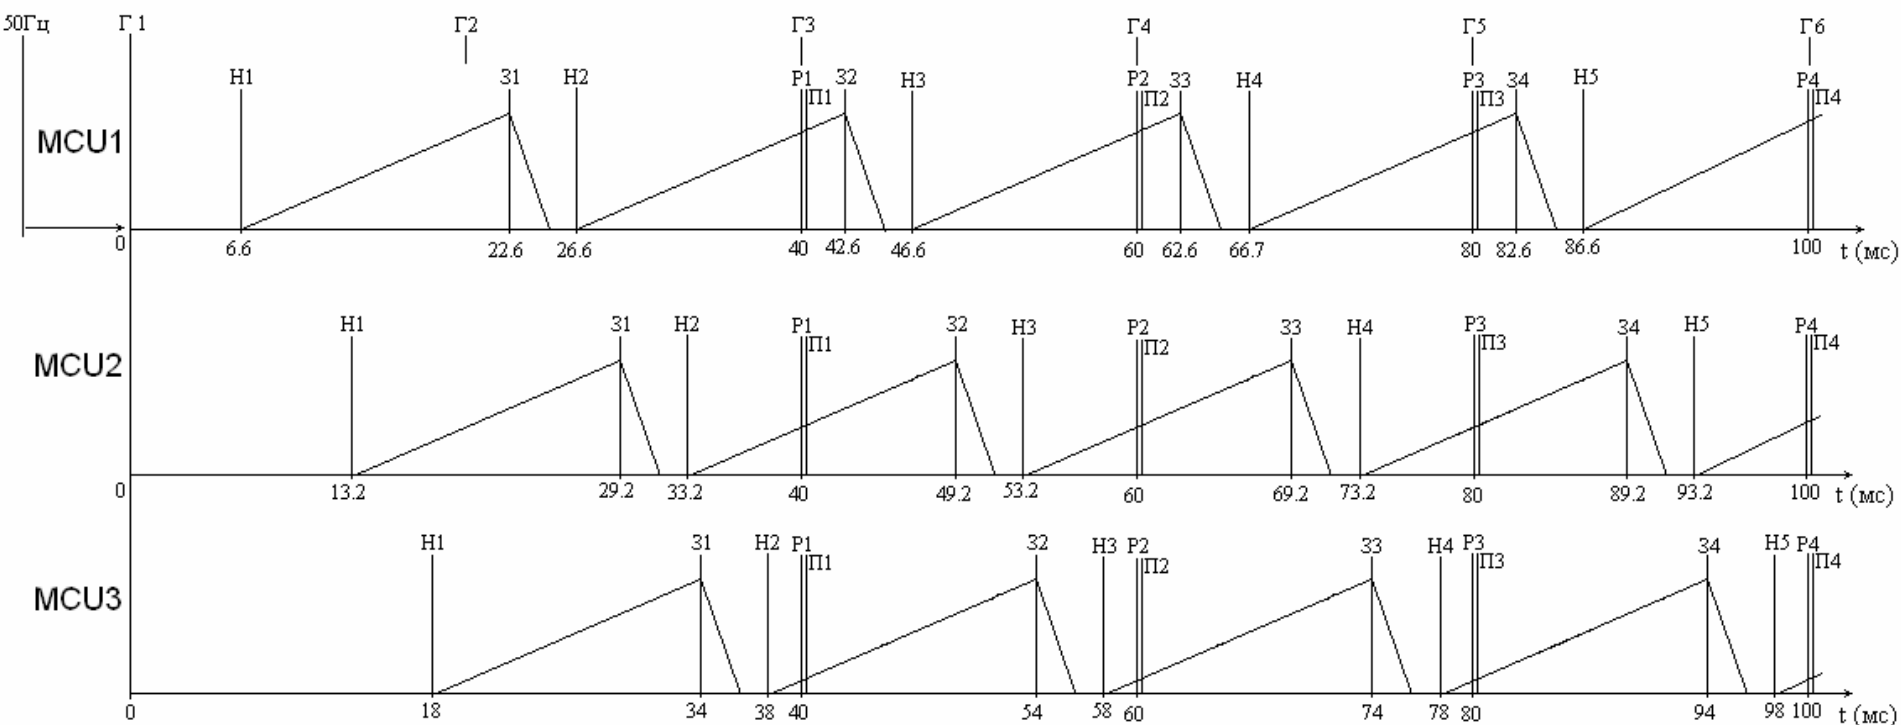 50Гц Г 1 Г2 Г3 Г4 Г5 Г6
Н1 З1 Н2 Р1 З2 Н3 Р2 З3 Н4 Р3 З4 Н5 Р4
П1 П2 П3 П4
MCU1
0 6.6 22.6 26.6 40 42.6 46.6 60 62.6 66.7 80 82.6 86.6 100 t (мс)
Н1 З1 Н2 Р1 З2 Н3 Р2 З3 Н4 Р3 З4 Н5 Р4
П1 П2 П3 П4
MCU2
0 13.2 29.2 33.2 40 49.2 53.2 60 69.2 73.2 80 89.2 93.2 100 t (мс)
Н1 З1 Н2 Р1 З2 Н3 Р2 З3 Н4 Р3 З4 Н5 Р4
П1 П2 П3 П4
MCU3
0 18 34 38 40 54 58 60 74 78 80 94 98 100 t (мс)